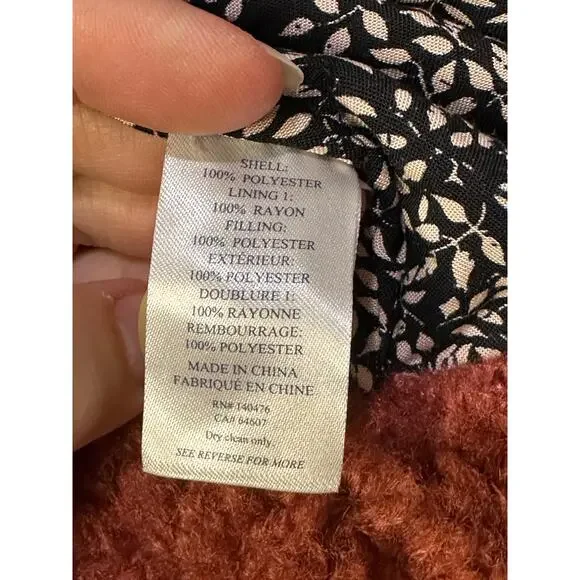 SHELL:
100% POLYESTER
LINING 1:
100% RAYON
FILLING:
100% POLYESTER
EXTÉRIEUR:
100% POLYESTER
DOUBLURE 1:
100% RAYONNE
REMBOURRAGE:
100% POLYESTER
MADE IN CHINA
FABRIQUÉ EN CHINE
RN# 140476
CA# 64607
Dry clean only.
SEE REVERSE FOR MORE